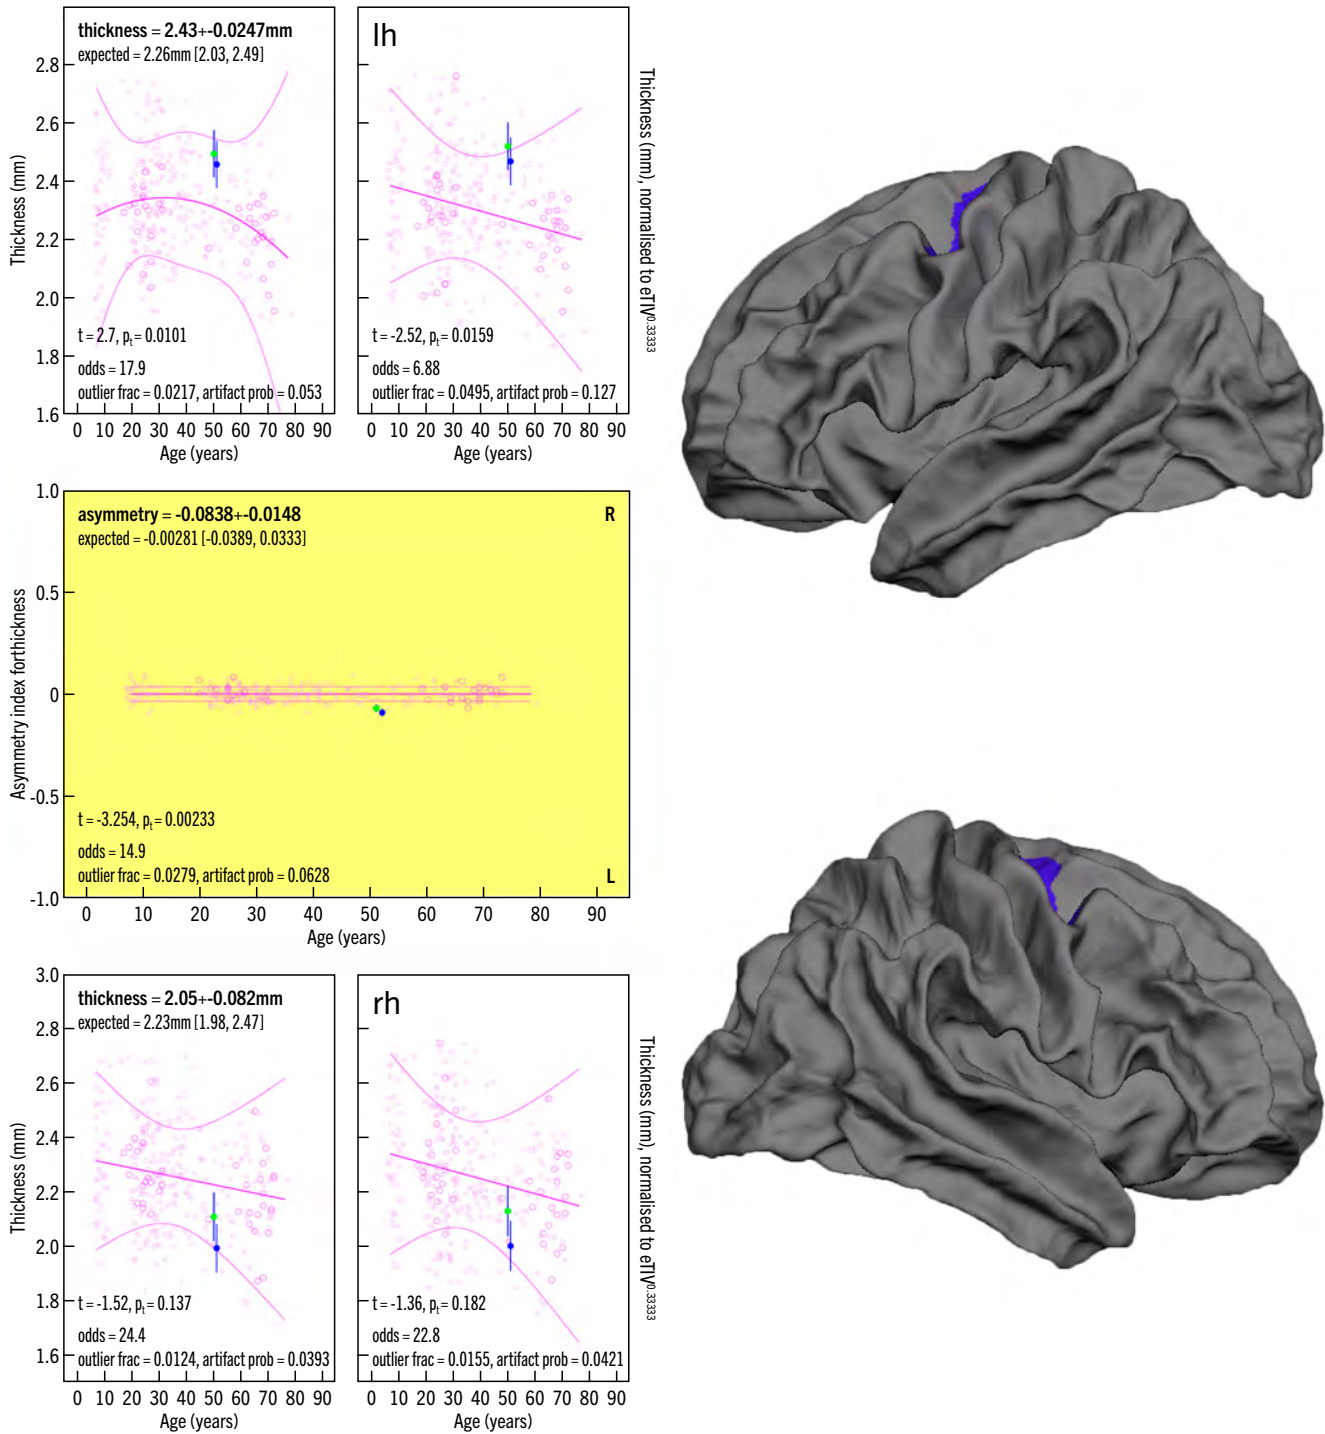 thickness = 2.43+-0.0247mm
expected = 2.26mm [2.03, 2.49]
lh
2.8
2.6
2.4
2.2
2.0
1.8
1.6
Thickness (mm)
Thickness (mm), normalised to eTIV^0.33333
t = 2.7, pt = 0.0101
odds = 17.9
outlier frac = 0.0217, artifact prob = 0.053
t = -2.52, pt = 0.0159
odds = 6.88
outlier frac = 0.0495, artifact prob = 0.127
0 10 20 30 40 50 60 70 80 90
0 10 20 30 40 50 60 70 80 90
Age (years)
Age (years)
asymmetry = -0.0838+-0.0148
R
expected = -0.00281 [-0.0389, 0.0333]
1.0
0.5
0
-0.5
-1.0
Asymmetry index forthickness
t = -3.254, pt = 0.00233
odds = 14.9
outlier frac = 0.0279, artifact prob = 0.0628
L
0 10 20 30 40 50 60 70 80 90
Age (years)
thickness = 2.05+-0.082mm
expected = 2.23mm [1.98, 2.47]
rh
3.0
2.8
2.6
2.4
2.2
2.0
1.8
1.6
Thickness (mm)
Thickness (mm), normalised to eTIV^0.33333
t = -1.52, pt = 0.137
odds = 24.4
outlier frac = 0.0124, artifact prob = 0.0393
t = -1.36, pt = 0.182
odds = 22.8
outlier frac = 0.0155, artifact prob = 0.0421
0 10 20 30 40 50 60 70 80 90
0 10 20 30 40 50 60 70 80 90
Age (years)
Age (years)